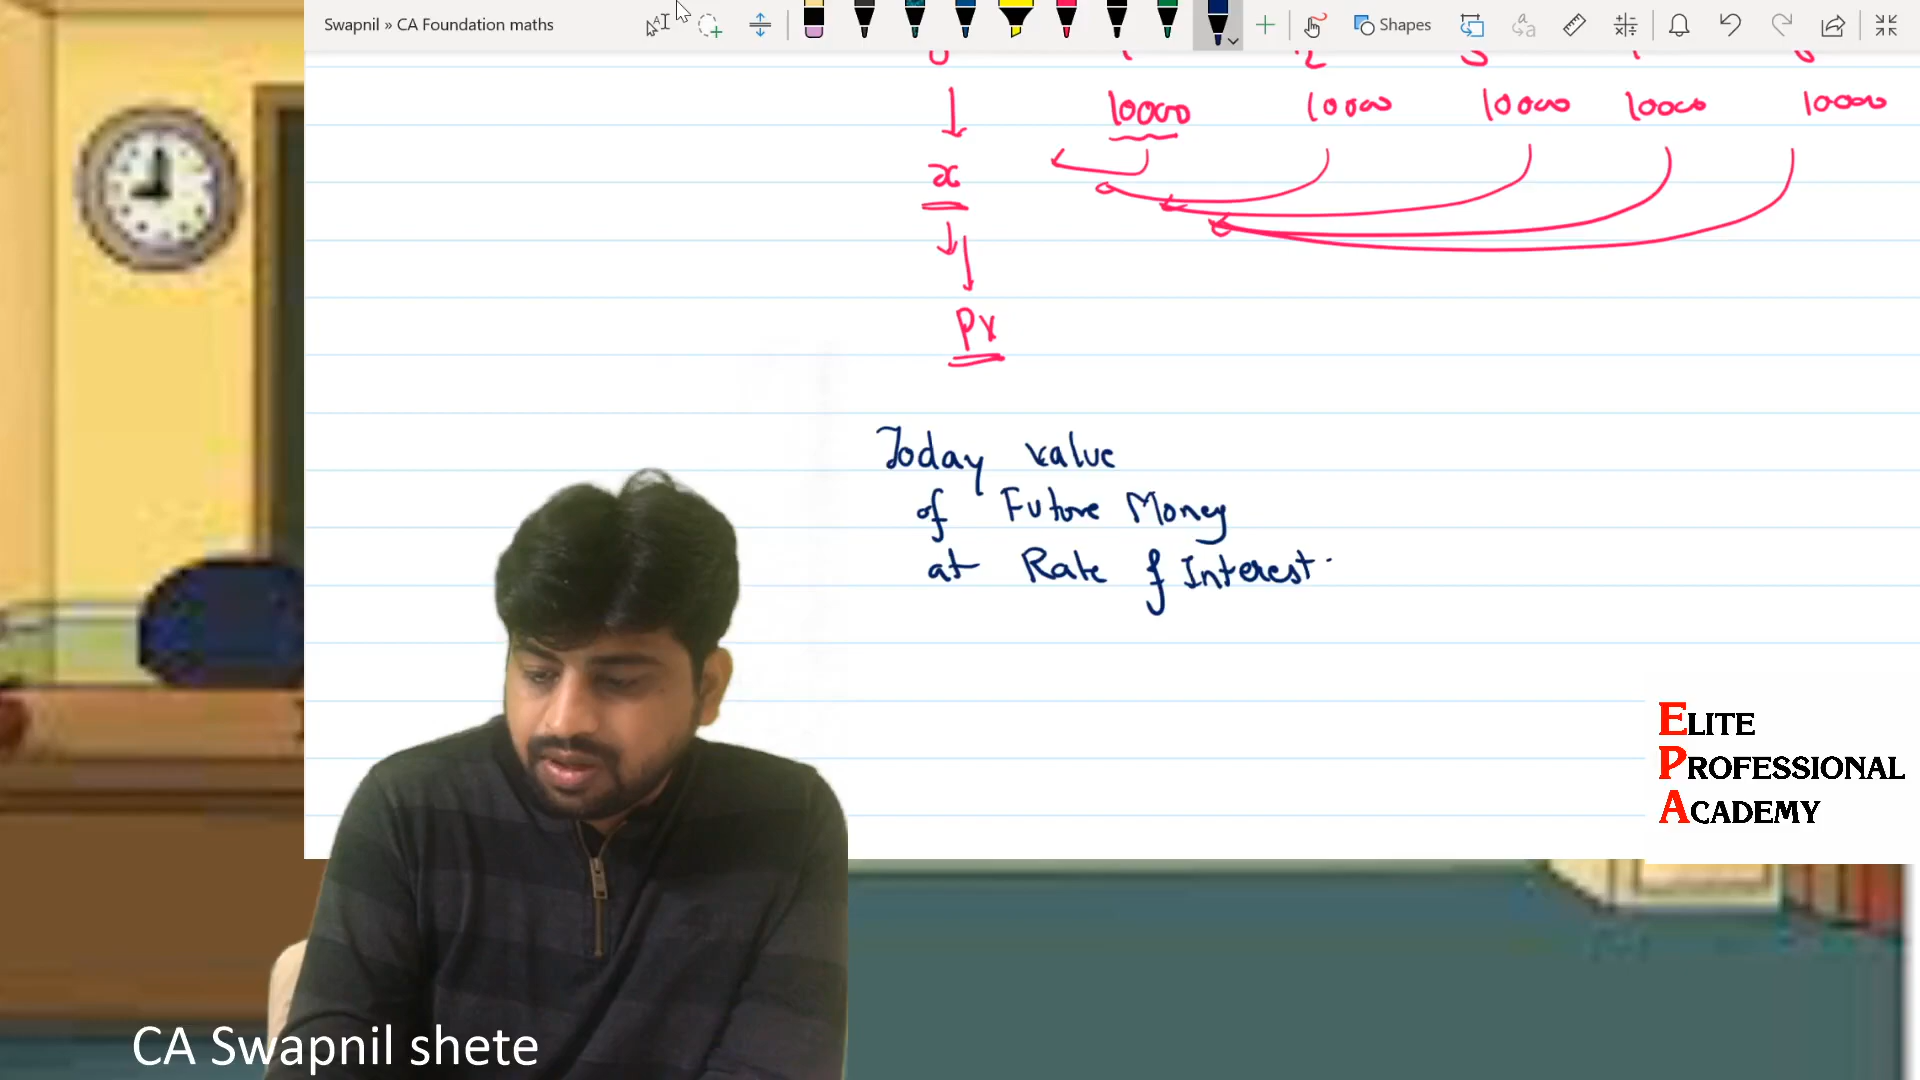 Swapnil » CA Foundation maths
Shapes
10000 10000 10000 10000 10000
x
PV
Today value
of Future Money
at Rate of Interest.
ELITE
PROFESSIONAL
ACADEMY
CA Swapnil shete